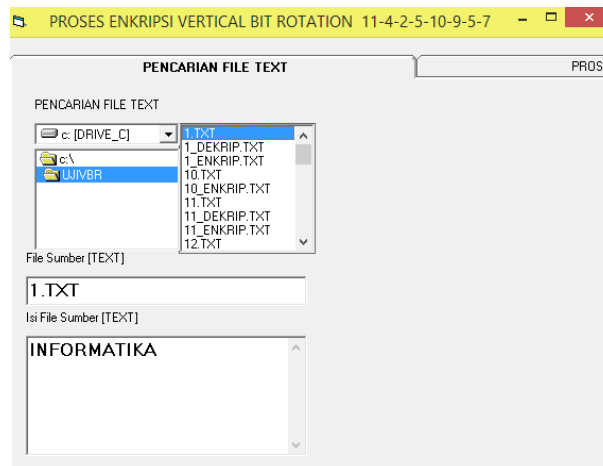 PROSES ENKRIPSI VERTICAL BIT ROTATION 11-4-2-5-10-9-5-7
PENCARIAN FILE TEXT
PROS
PENCARIAN FILE TEXT
c: [DRIVE_C]
c:\
UJIVBR
1.TXT
1_DEKRIP.TXT
1_ENKRIP.TXT
10.TXT
10_ENKRIP.TXT
11.TXT
11_DEKRIP.TXT
11_ENKRIP.TXT
12.TXT
File Sumber [TEXT]
1.TXT
Isi File Sumber [TEXT]
INFORMATIKA